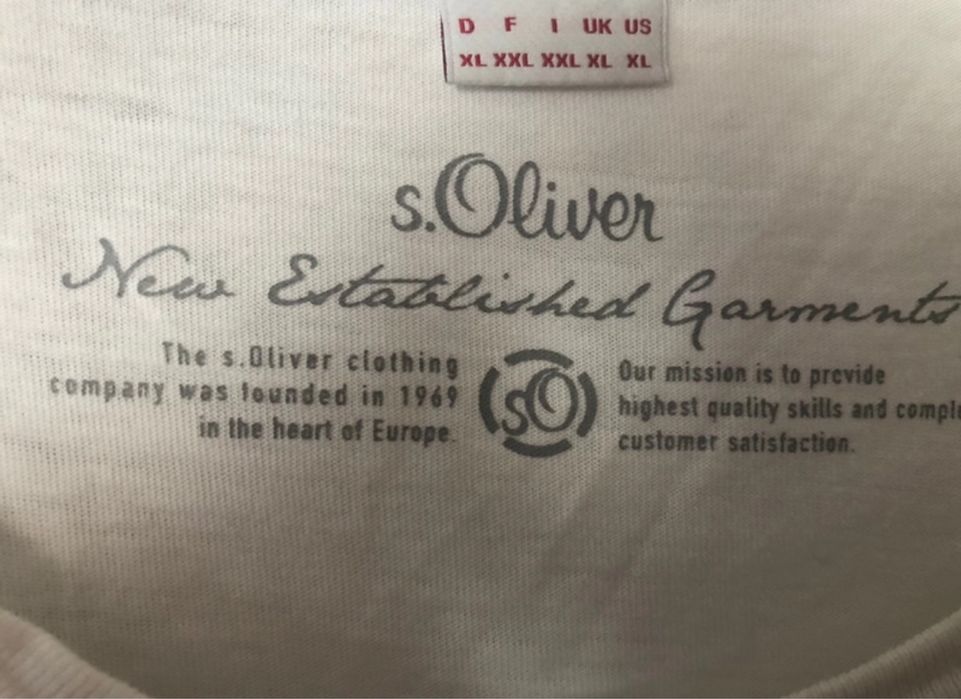 D F I UK US
XL XXL XXL XL XL
s.Oliver
New Established Garments
The s.Oliver clothing
company was founded in 1969
in the heart of Europe.
sO
Our mission is to provide
highest quality skills and
customer satisfaction.